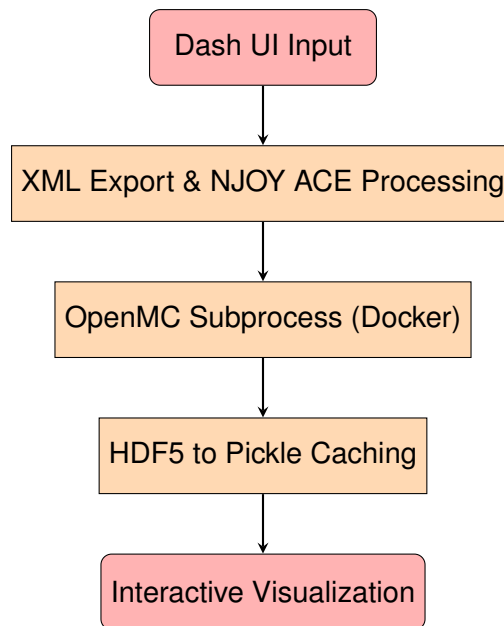 Dash UI Input
XML Export & NJOY ACE Processing
OpenMC Subprocess (Docker)
HDF5 to Pickle Caching
Interactive Visualization